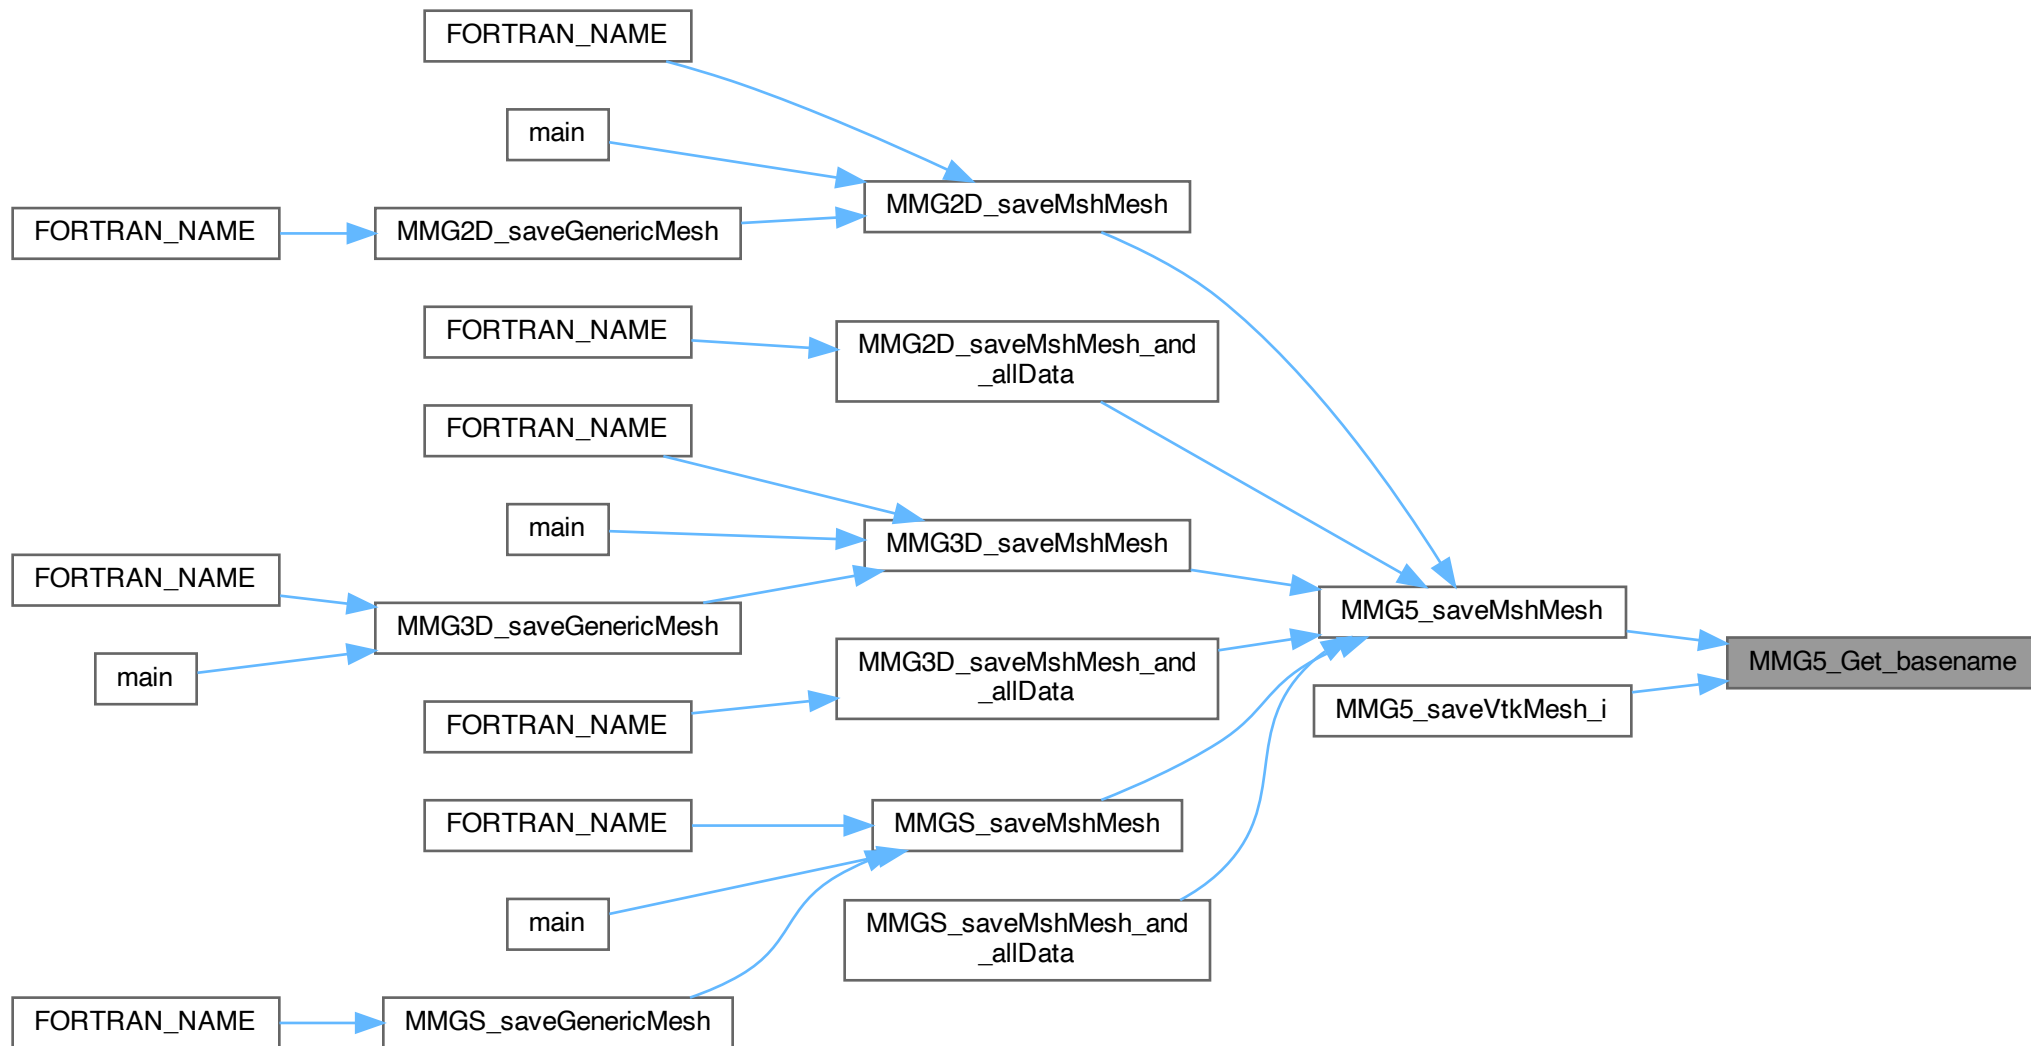 FORTRAN_NAME
main
MMG2D_saveMshMesh
FORTRAN_NAME
MMG2D_saveGenericMesh
FORTRAN_NAME
MMG2D_saveMshMesh_and
_allData
FORTRAN_NAME
main
MMG3D_saveMshMesh
FORTRAN_NAME
MMG3D_saveGenericMesh
main
MMG5_saveMshMesh
MMG5_Get_basename
MMG3D_saveMshMesh_and
_allData
MMG5_saveVtkMesh_i
FORTRAN_NAME
FORTRAN_NAME
MMGS_saveMshMesh
main
MMGS_saveMshMesh_and
_allData
FORTRAN_NAME
MMGS_saveGenericMesh